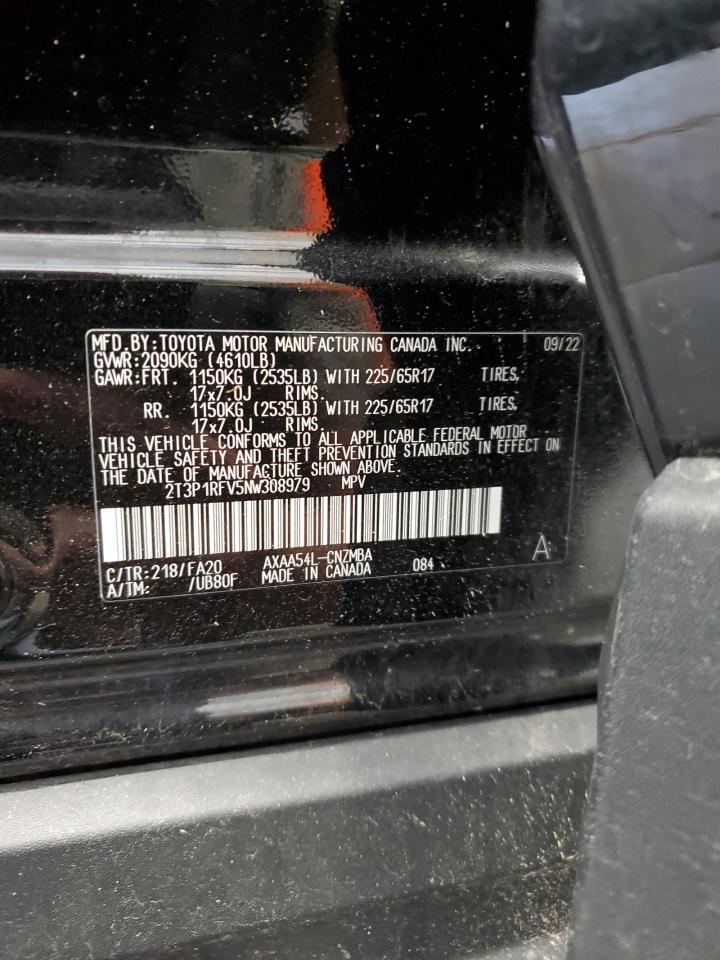 MFD.BY:TOYOTA MOTOR MANUFACTURING CANADA INC. 09/22
GVWR:2090KG (4610LB)
GAWR:FRT. 1150KG (2535LB) WITH 225/65R17 TIRES,
17x7.0J RIMS.
RR. 1150KG (2535LB) WITH 225/65R17 TIRES,
17x7.0J RIMS.
THIS VEHICLE CONFORMS TO ALL APPLICABLE FEDERAL MOTOR
VEHICLE SAFETY AND THEFT PREVENTION STANDARDS IN EFFECT ON
THE DATE OF MANUFACTURE SHOWN ABOVE.
2T3P1RFV5NW308979 MPV
C/TR:218/FA20 AXAA54L-CNZMBA 084 A
A/TM: /UB80F MADE IN CANADA